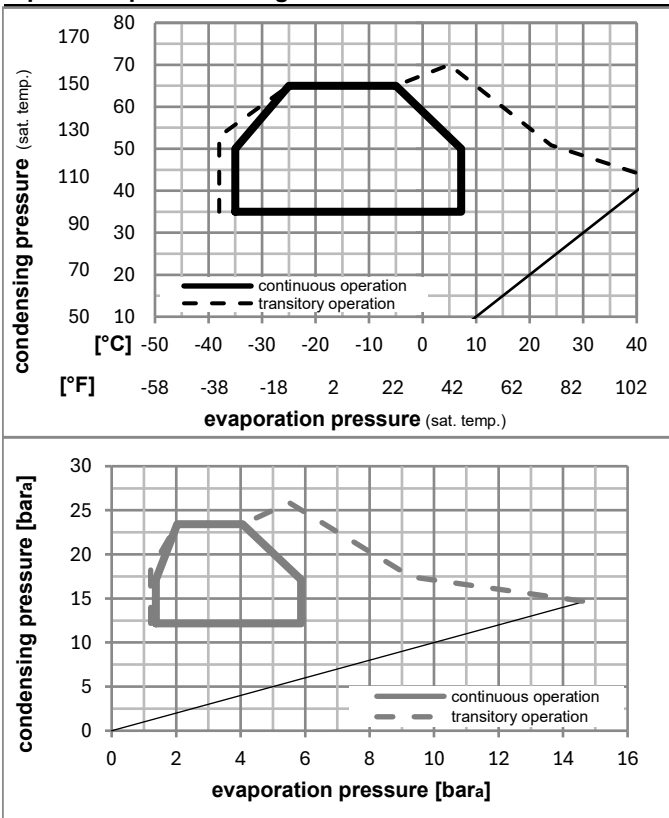 80
170
70
150
60
130
50
110
40
90
30
70
20
50
10
condensing pressure (sat. temp.)
continuous operation
transitory operation
[°C] -50 -40 -30 -20 -10 0 10 20 30 40
[°F] -58 -38 -18 2 22 42 62 82 102
evaporation pressure (sat. temp.)
30
25
20
15
10
5
0
condensing pressure [bara]
continuous operation
transitory operation
0 2 4 6 8 10 12 14 16
evaporation pressure [bara]